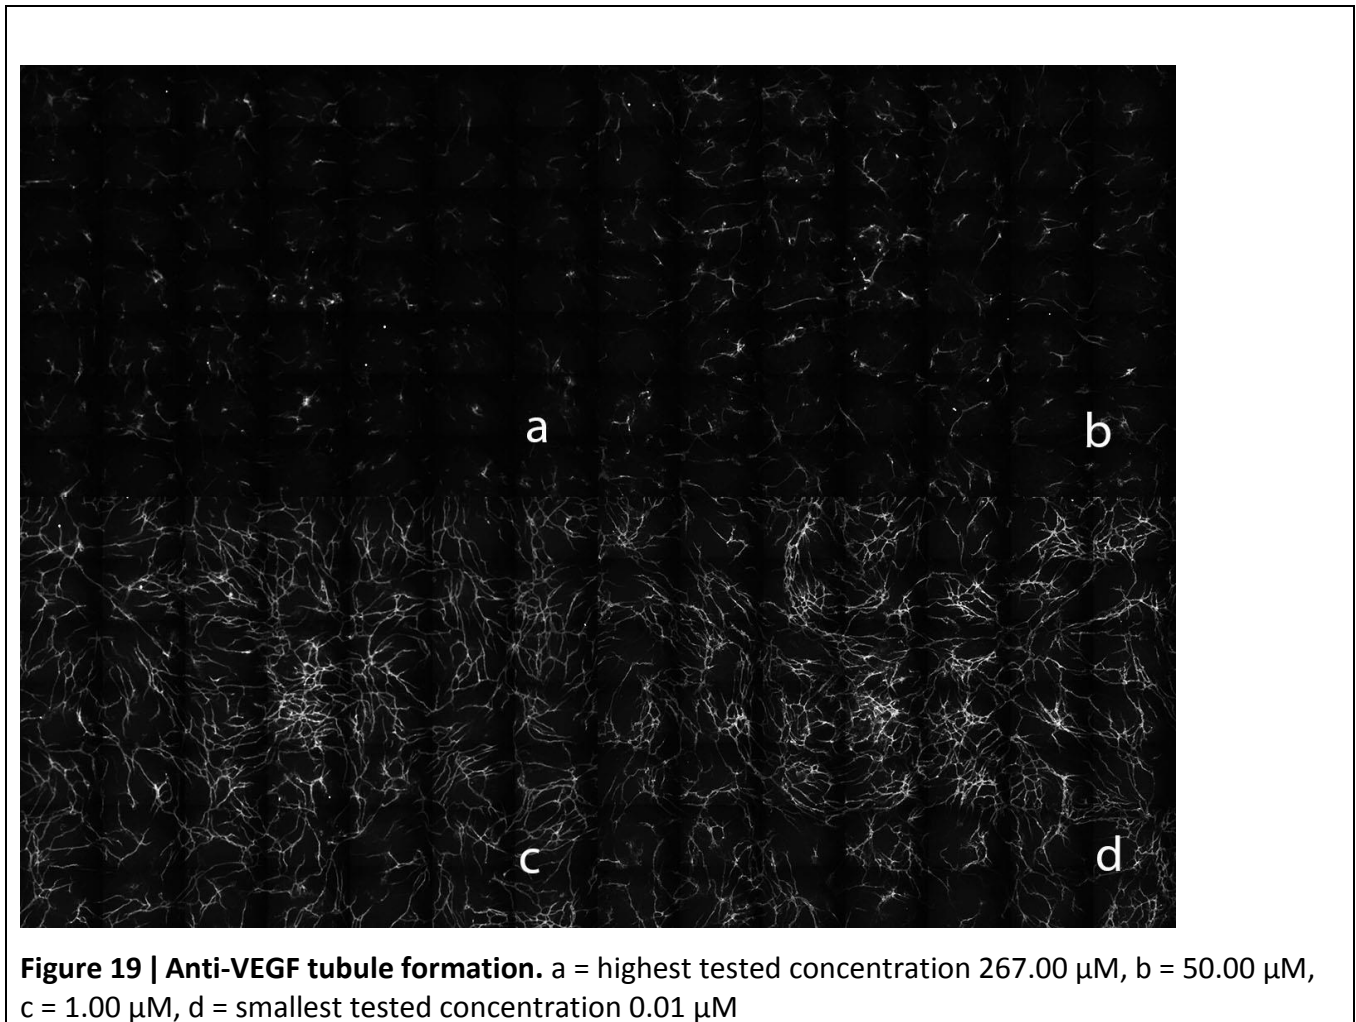 a
b
c
d
Figure 19 | Anti-VEGF tubule formation. a = highest tested concentration 267.00 µM, b = 50.00 µM,
c = 1.00 µM, d = smallest tested concentration 0.01 µM